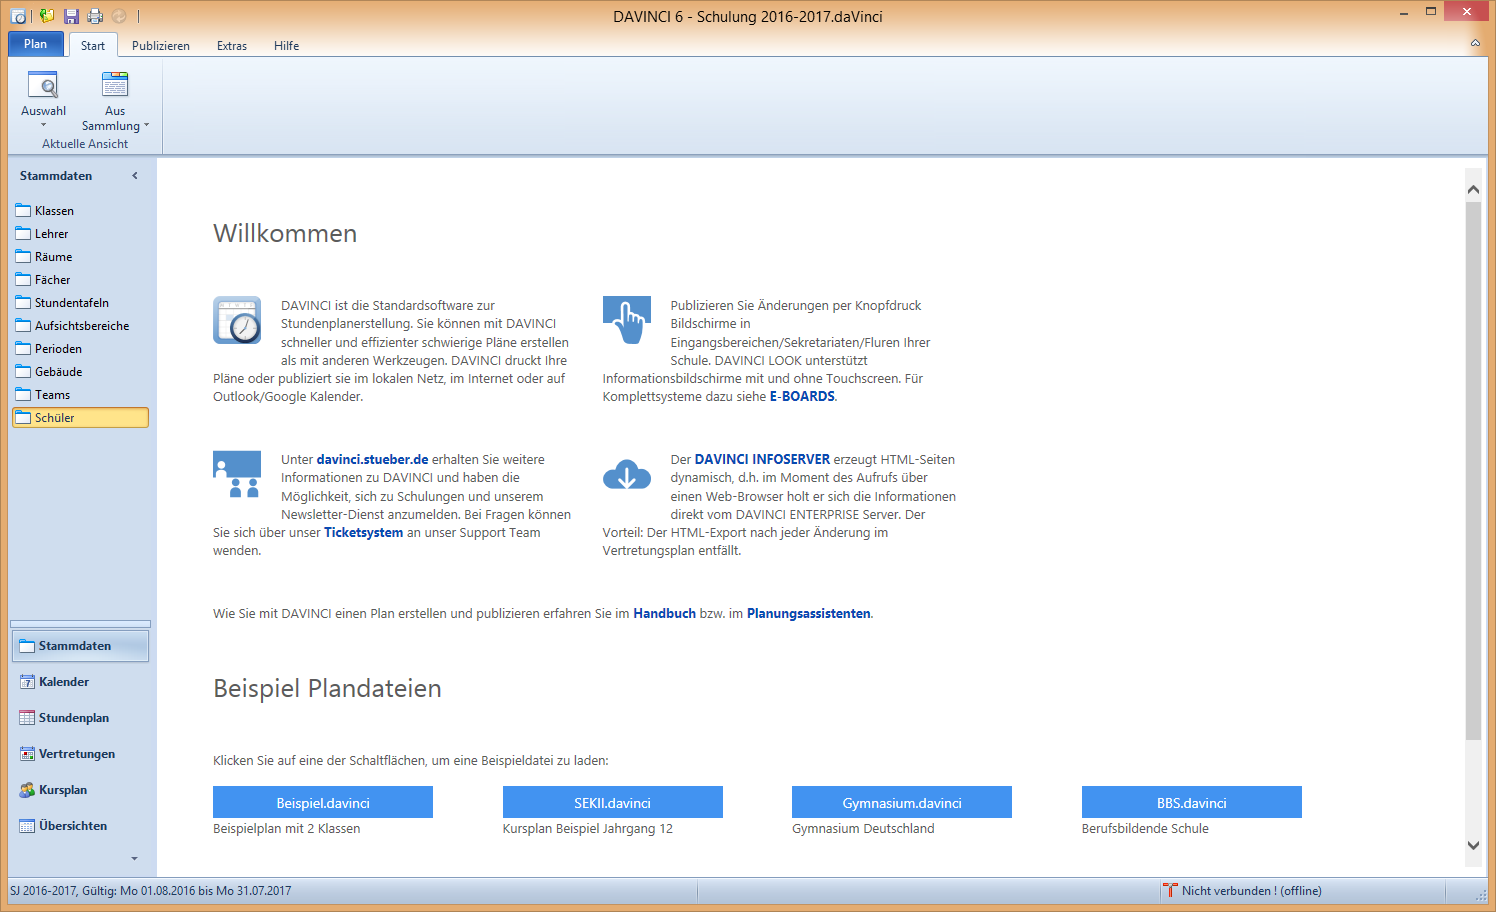 DAVINCI 6 - Schulung 2016-2017.daVinci
Plan
Start
Publizieren
Extras
Hilfe
Auswahl
Aus
Sammlung
Aktuelle Ansicht
Stammdaten
Klassen
Lehrer
Räume
Fächer
Stundentafeln
Aufsichtsbereiche
Perioden
Gebäude
Teams
Schüler
Stammdaten
Kalender
Stundenplan
Vertretungen
Kursplan
Übersichten
Willkommen
DAVINCI ist die Standardsoftware zur
Stundenplanerstellung. Sie können mit DAVINCI
schneller und effizienter schwierige Pläne erstellen
als mit anderen Werkzeugen. DAVINCI druckt Ihre
Pläne oder publiziert sie im lokalen Netz, im Internet oder auf
Outlook/Google Kalender.
Publizieren Sie Änderungen per Knopfdruck
Bildschirme in
Eingangsbereichen/Sekretariaten/Fluren Ihrer
Schule. DAVINCI LOOK unterstützt
Informationsbildschirme mit und ohne Touchscreen. Für
Komplettsysteme dazu siehe E-BOARDS.
Unter davinci.stueber.de erhalten Sie weitere
Informationen zu DAVINCI und haben die
Möglichkeit, sich zu Schulungen und unserem
Newsletter-Dienst anzumelden. Bei Fragen können
Sie sich über unser Ticketsystem an unser Support Team
wenden.
Der DAVINCI INFOSERVER erzeugt HTML-Seiten
dynamisch, d.h. im Moment des Aufrufs über
einen Web-Browser holt er sich die Informationen
direkt vom DAVINCI ENTERPRISE Server. Der
Vorteil: Der HTML-Export nach jeder Änderung im
Vertretungsplan entfällt.
Wie Sie mit DAVINCI einen Plan erstellen und publizieren erfahren Sie im Handbuch bzw. im Planungsassistenten.
Beispiel Plandateien
Klicken Sie auf eine der Schaltflächen, um eine Beispieldatei zu laden:
Beispiel.davinci
Beispielplan mit 2 Klassen
SEKII.davinci
Kursplan Beispiel Jahrgang 12
Gymnasium.davinci
Gymnasium Deutschland
BBS.davinci
Berufsbildende Schule
SJ 2016-2017, Gültig: Mo 01.08.2016 bis Mo 31.07.2017
Nicht verbunden ! (offline)